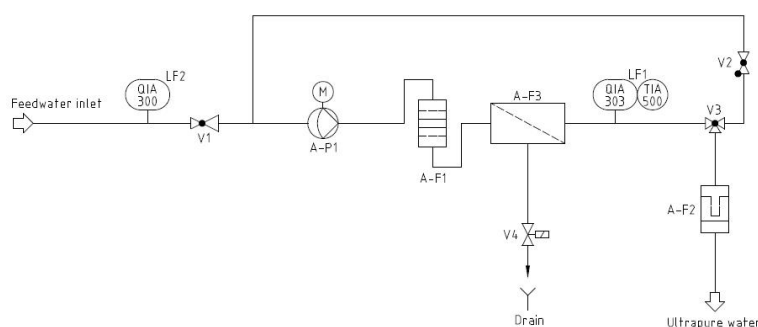 LF2
QIA
300
Feedwater inlet
V1
M
A-P1
A-F1
A-F3
LF1
QIA
303
TIA
500
V2
V3
A-F2
V4
Drain
Ultrapure water